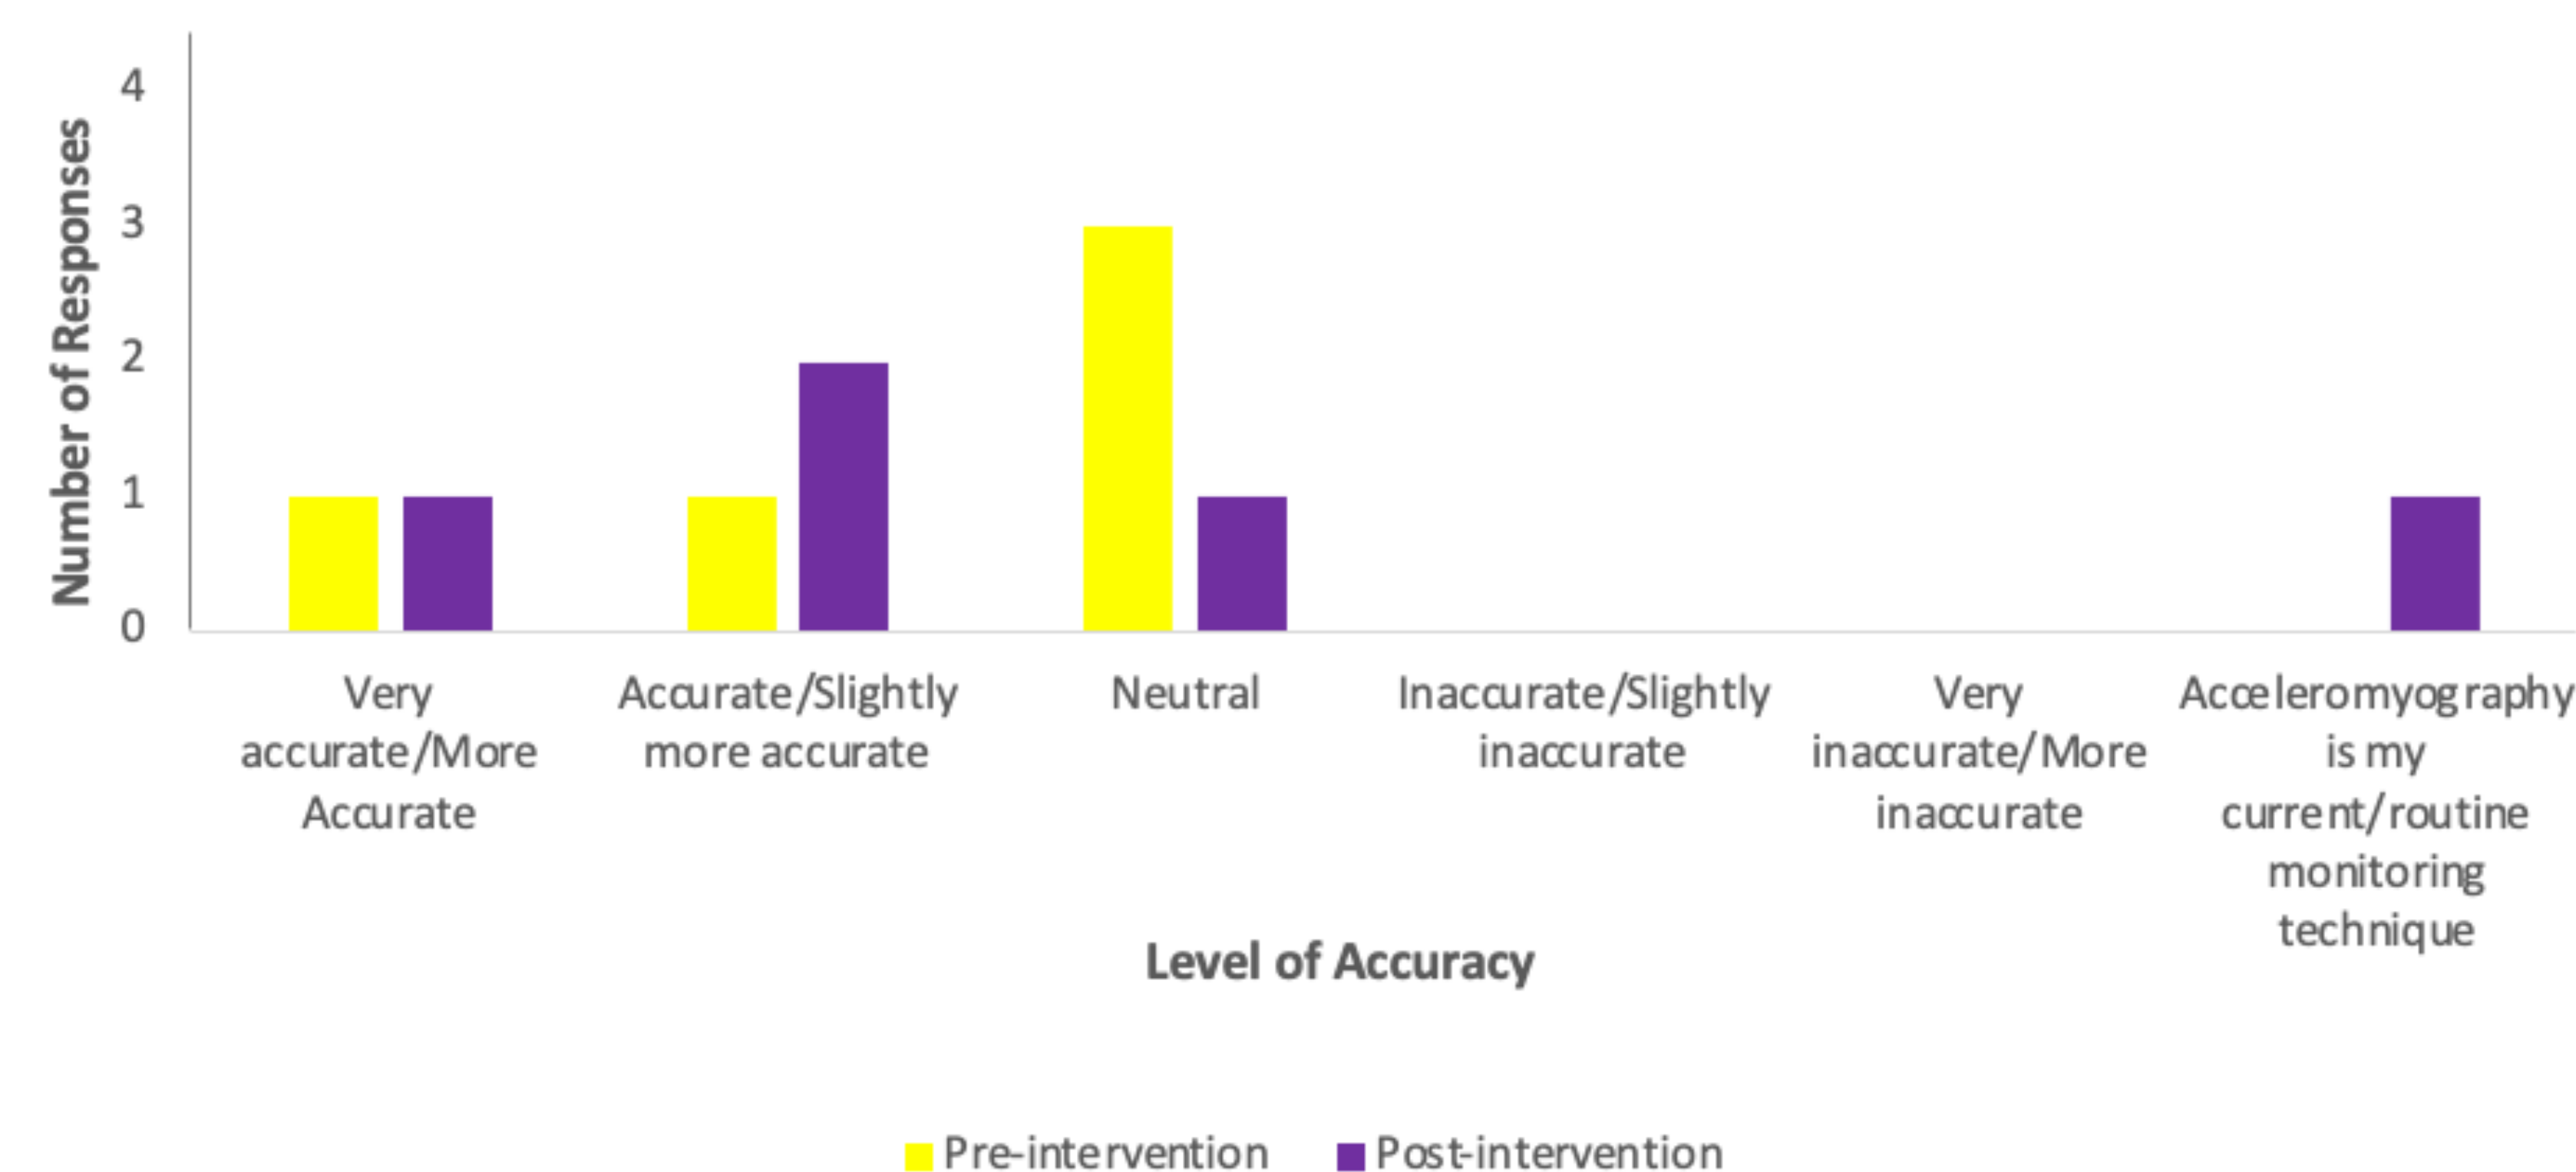 Number of Responses
4
3
2
1
0
Very
accurate/More
Accurate
Accurate/Slightly
more accurate
Neutral
Inaccurate/Slightly
inaccurate
Very
inaccurate/More
inaccurate
Acceleromyography
is my
current/routine
monitoring
technique
Level of Accuracy
Pre-intervention
Post-intervention